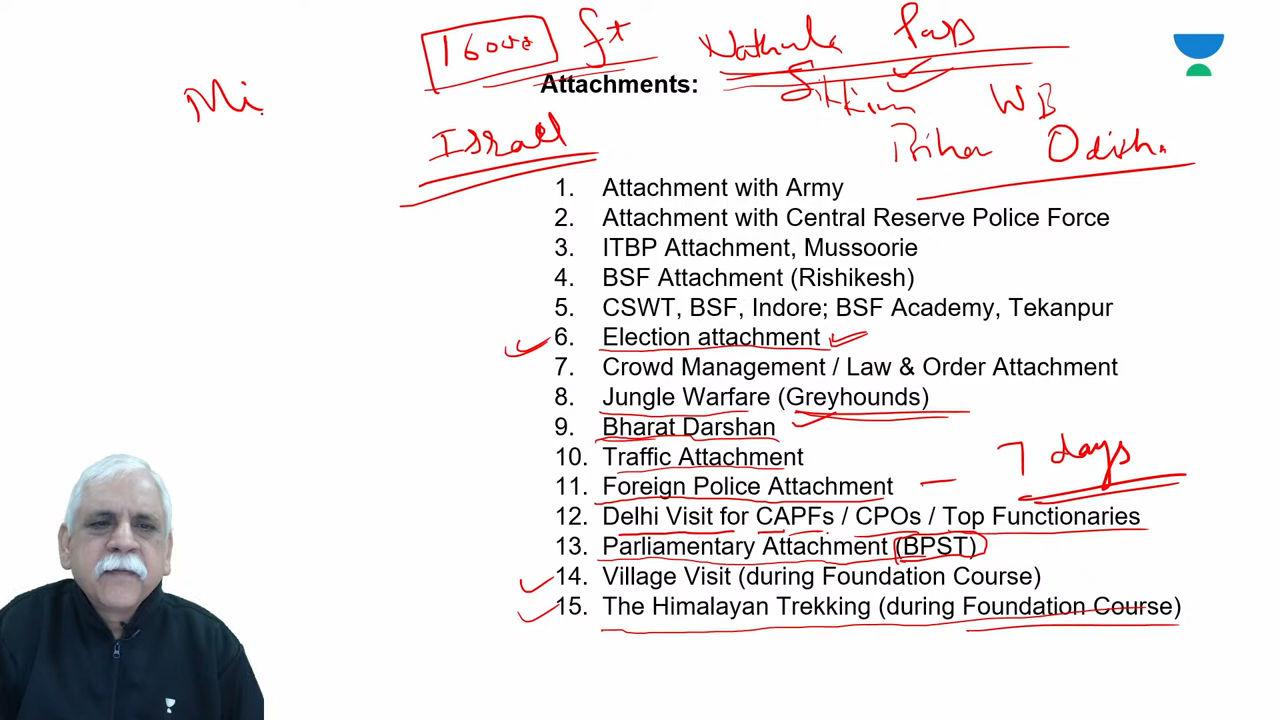 16000 ft Nathula Pass
Attachments:
Sikkim WB
Mi
Israel
Bihar Odisha
1. Attachment with Army
2. Attachment with Central Reserve Police Force
3. ITBP Attachment, Mussoorie
4. BSF Attachment (Rishikesh)
5. CSWT, BSF, Indore; BSF Academy, Tekanpur
6. Election attachment
7. Crowd Management / Law & Order Attachment
8. Jungle Warfare (Greyhounds)
9. Bharat Darshan
10. Traffic Attachment
7 days
11. Foreign Police Attachment
12. Delhi Visit for CAPFs / CPOs / Top Functionaries
13. Parliamentary Attachment (BPST)
14. Village Visit (during Foundation Course)
15. The Himalayan Trekking (during Foundation Course)